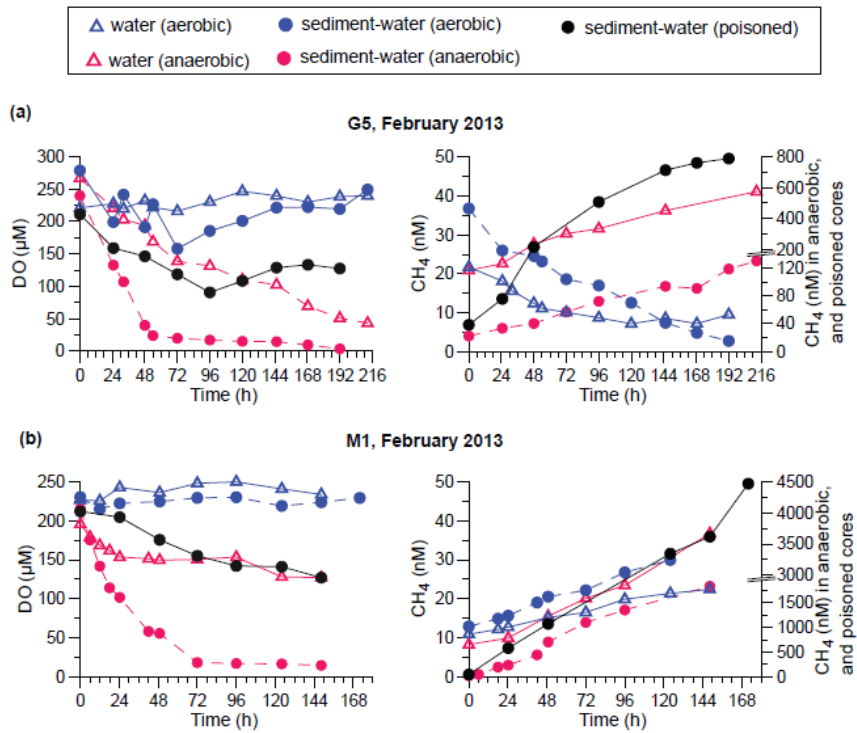 water (aerobic) sediment-water (aerobic) sediment-water (poisoned)
water (anaerobic) sediment-water (anaerobic)
(a)
G5, February 2013
300
250
200
150
100
50
0
DO (µM)
0 24 48 72 96 120 144 168 192 216
Time (h)
50
40
30
20
10
0
CH₄ (nM)
800
600
400
200
120
80
40
0
CH₄ (nM) in anaerobic,
and poisoned cores
0 24 48 72 96 120 144 168 192 216
Time (h)
(b)
M1, February 2013
250
200
150
100
50
0
DO (µM)
0 24 48 72 96 120 144 168
Time (h)
50
40
30
20
10
0
CH₄ (nM)
4500
4000
3500
3000
1500
1000
500
0
CH₄ (nM) in anaerobic,
and poisoned cores
0 24 48 72 96 120 144 168
Time (h)